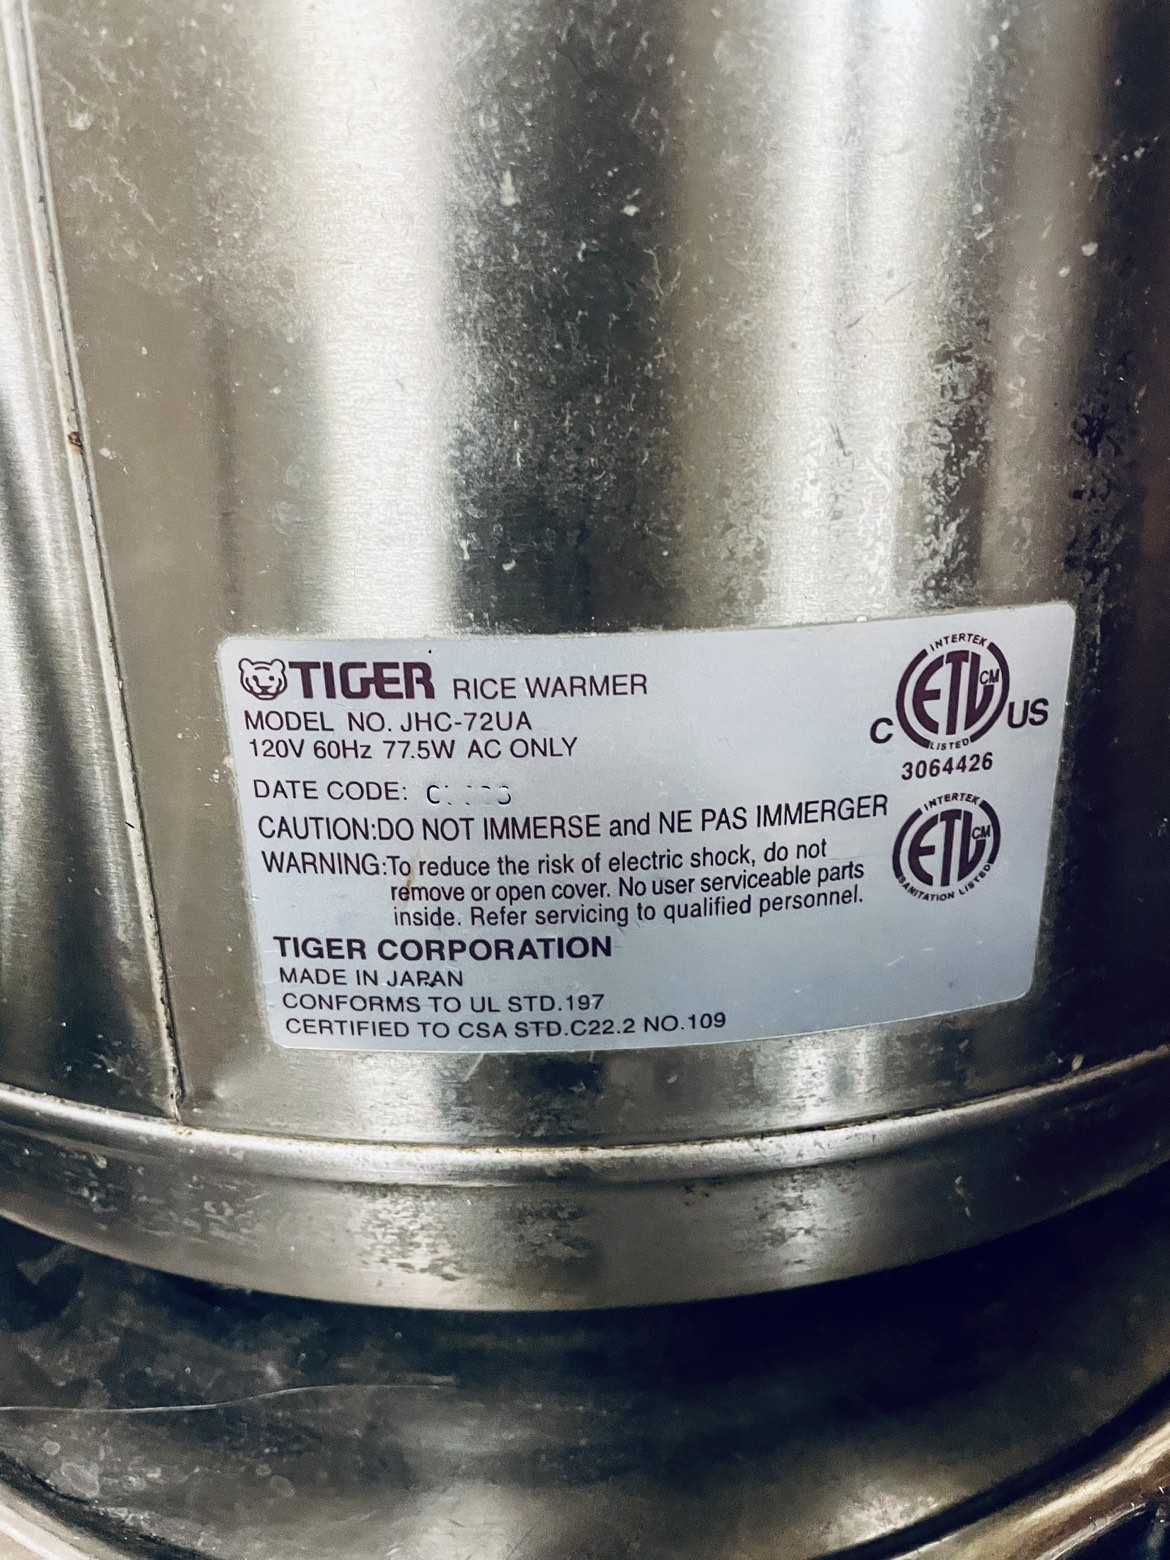 TIGER RICE WARMER
MODEL NO. JHC-72UA
120V 60Hz 77.5W AC ONLY
DATE CODE:
CAUTION:DO NOT IMMERSE and NE PAS IMMERGER
WARNING:To reduce the risk of electric shock, do not
remove or open cover. No user serviceable parts
inside. Refer servicing to qualified personnel.
TIGER CORPORATION
MADE IN JAPAN
CONFORMS TO UL STD.197
CERTIFIED TO CSA STD.C22.2 NO.109
INTERTEK
C ETL CM US
LISTED
3064426
INTERTEK
ETL CM
SANITATION LISTED